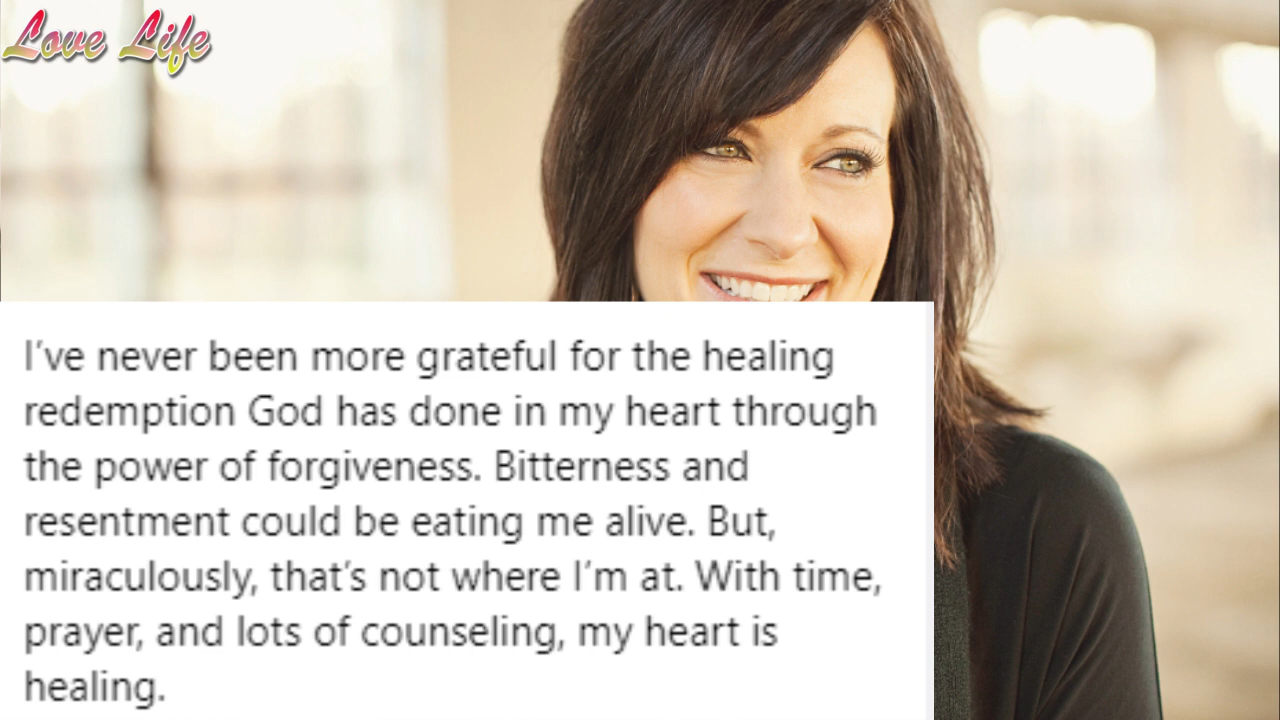 Love Life
I’ve never been more grateful for the healing
redemption God has done in my heart through
the power of forgiveness. Bitterness and
resentment could be eating me alive. But,
miraculously, that’s not where I’m at. With time,
prayer, and lots of counseling, my heart is
healing.